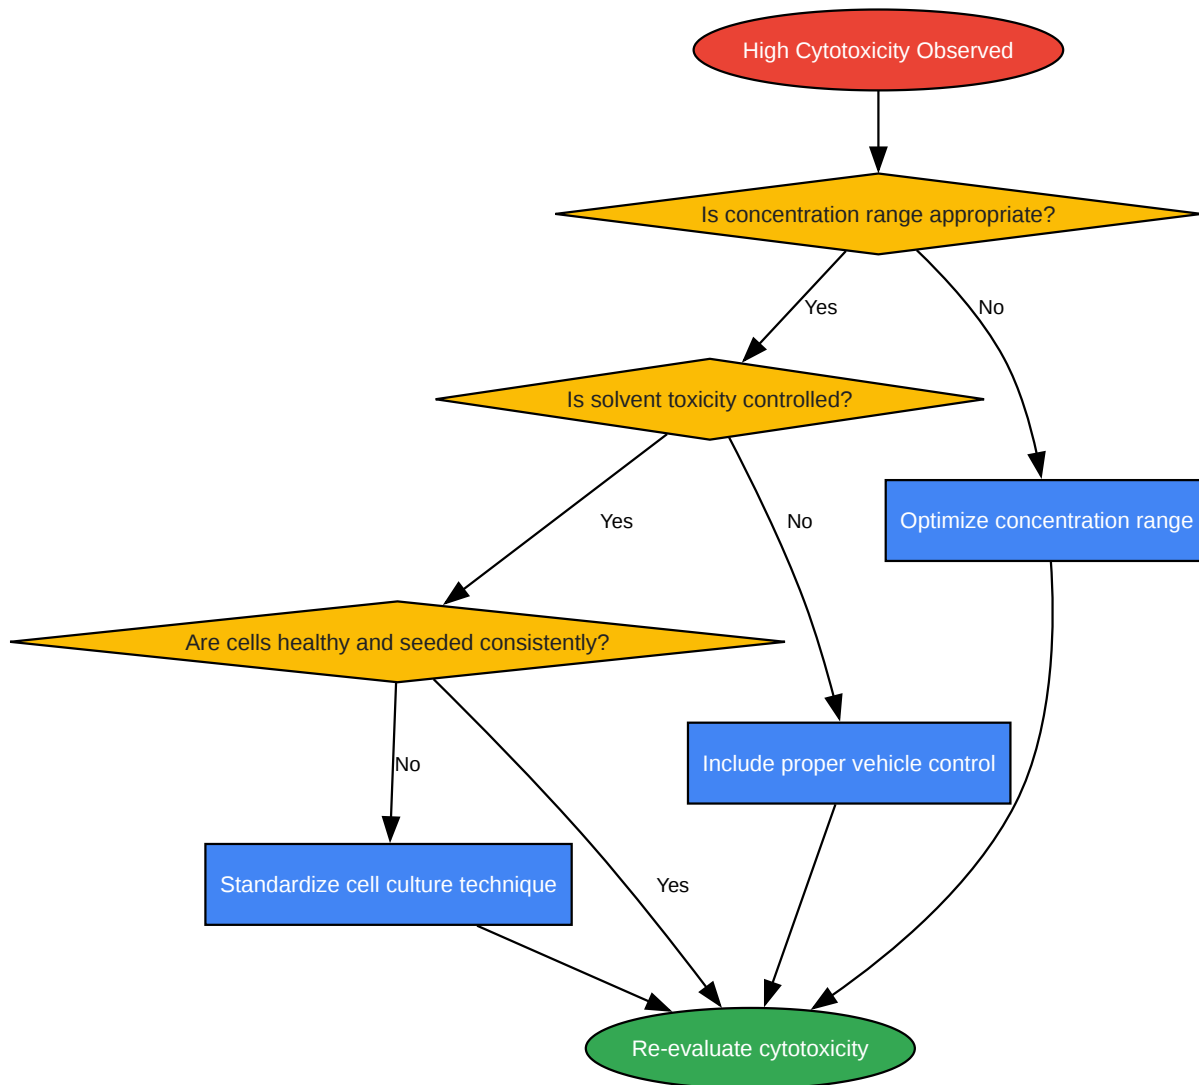 High Cytotoxicity Observed
Is concentration range appropriate?
Yes
No
Is solvent toxicity controlled?
Yes
No
Optimize concentration range
Are cells healthy and seeded consistently?
No
Include proper vehicle control
Standardize cell culture technique
Yes
Re-evaluate cytotoxicity